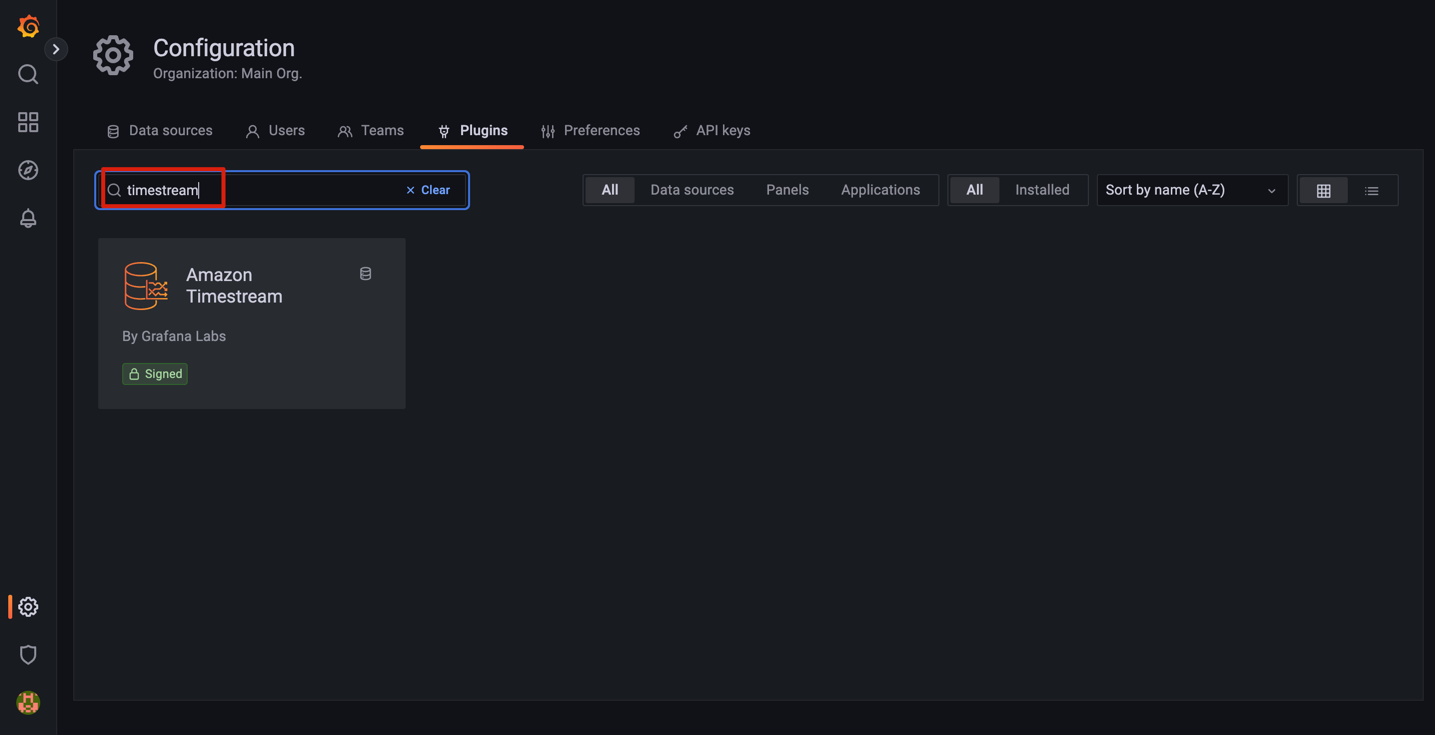 Configuration
Organization: Main Org.
Data sources Users Teams Plugins Preferences API keys
timestream Clear All Data sources Panels Applications All Installed Sort by name (A-Z)
Amazon
Timestream
By Grafana Labs
Signed